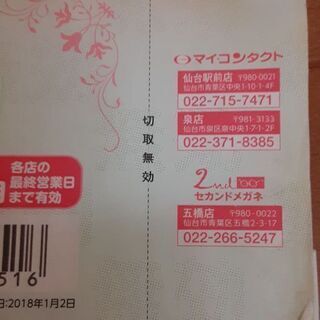 マイ・コンタクト
仙台駅前店 〒980-0021
仙台市青葉区中央1-10-1-4F
022-715-7471
泉店 〒981-3133
仙台市泉区泉中央1-7-1-2F
022-371-8385
2nd
セカンドメガネ
五橋店 〒980-0022
仙台市青葉区五橋2-3-17
022-266-5247
切取無効
各店の
最終営業日
まで有効
516
日:2018年1月2日